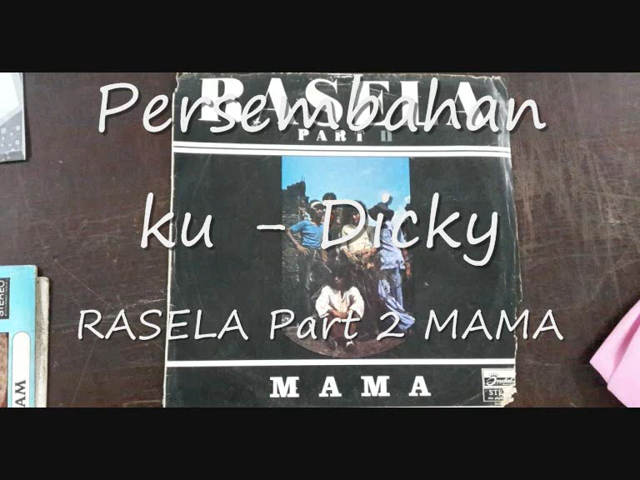 RASELA
PART II
Persembahan
ku - Dicky
RASELA Part 2 MAMA
MAMA
STEREO